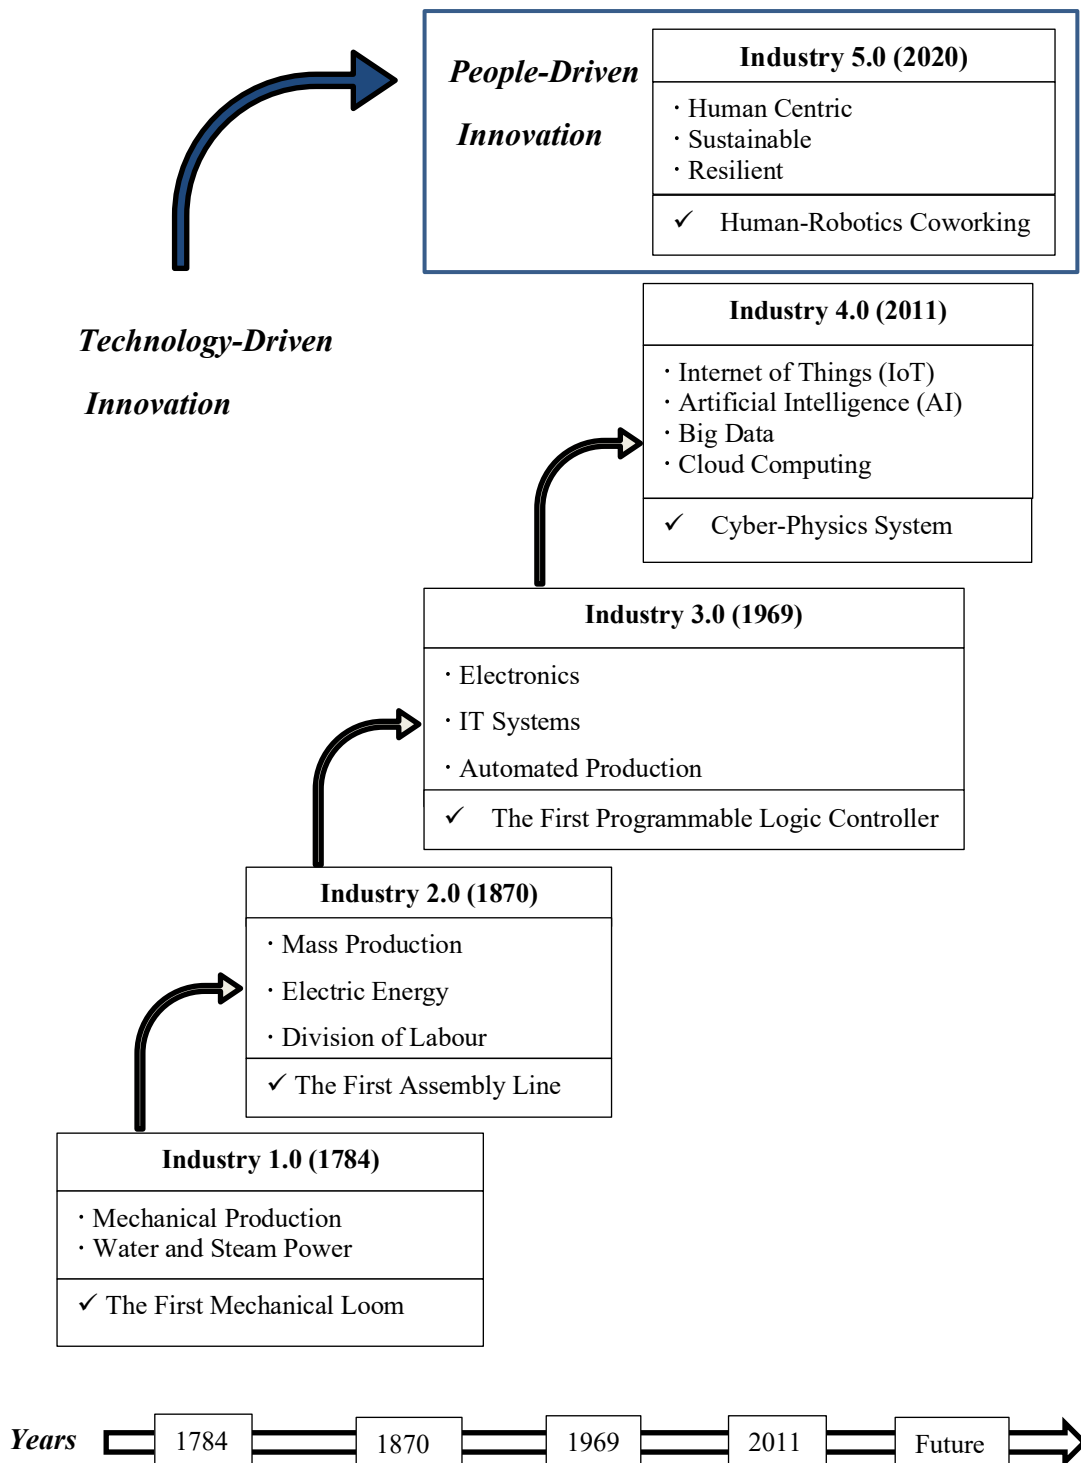 People-Driven
Innovation
Industry 5.0 (2020)
· Human Centric
· Sustainable
· Resilient
✓ Human-Robotics Coworking
Technology-Driven
Innovation
Industry 4.0 (2011)
· Internet of Things (IoT)
· Artificial Intelligence (AI)
· Big Data
· Cloud Computing
✓ Cyber-Physics System
Industry 3.0 (1969)
· Electronics
· IT Systems
· Automated Production
✓ The First Programmable Logic Controller
Industry 2.0 (1870)
· Mass Production
· Electric Energy
· Division of Labour
✓ The First Assembly Line
Industry 1.0 (1784)
· Mechanical Production
· Water and Steam Power
✓ The First Mechanical Loom
Years 1784 1870 1969 2011 Future